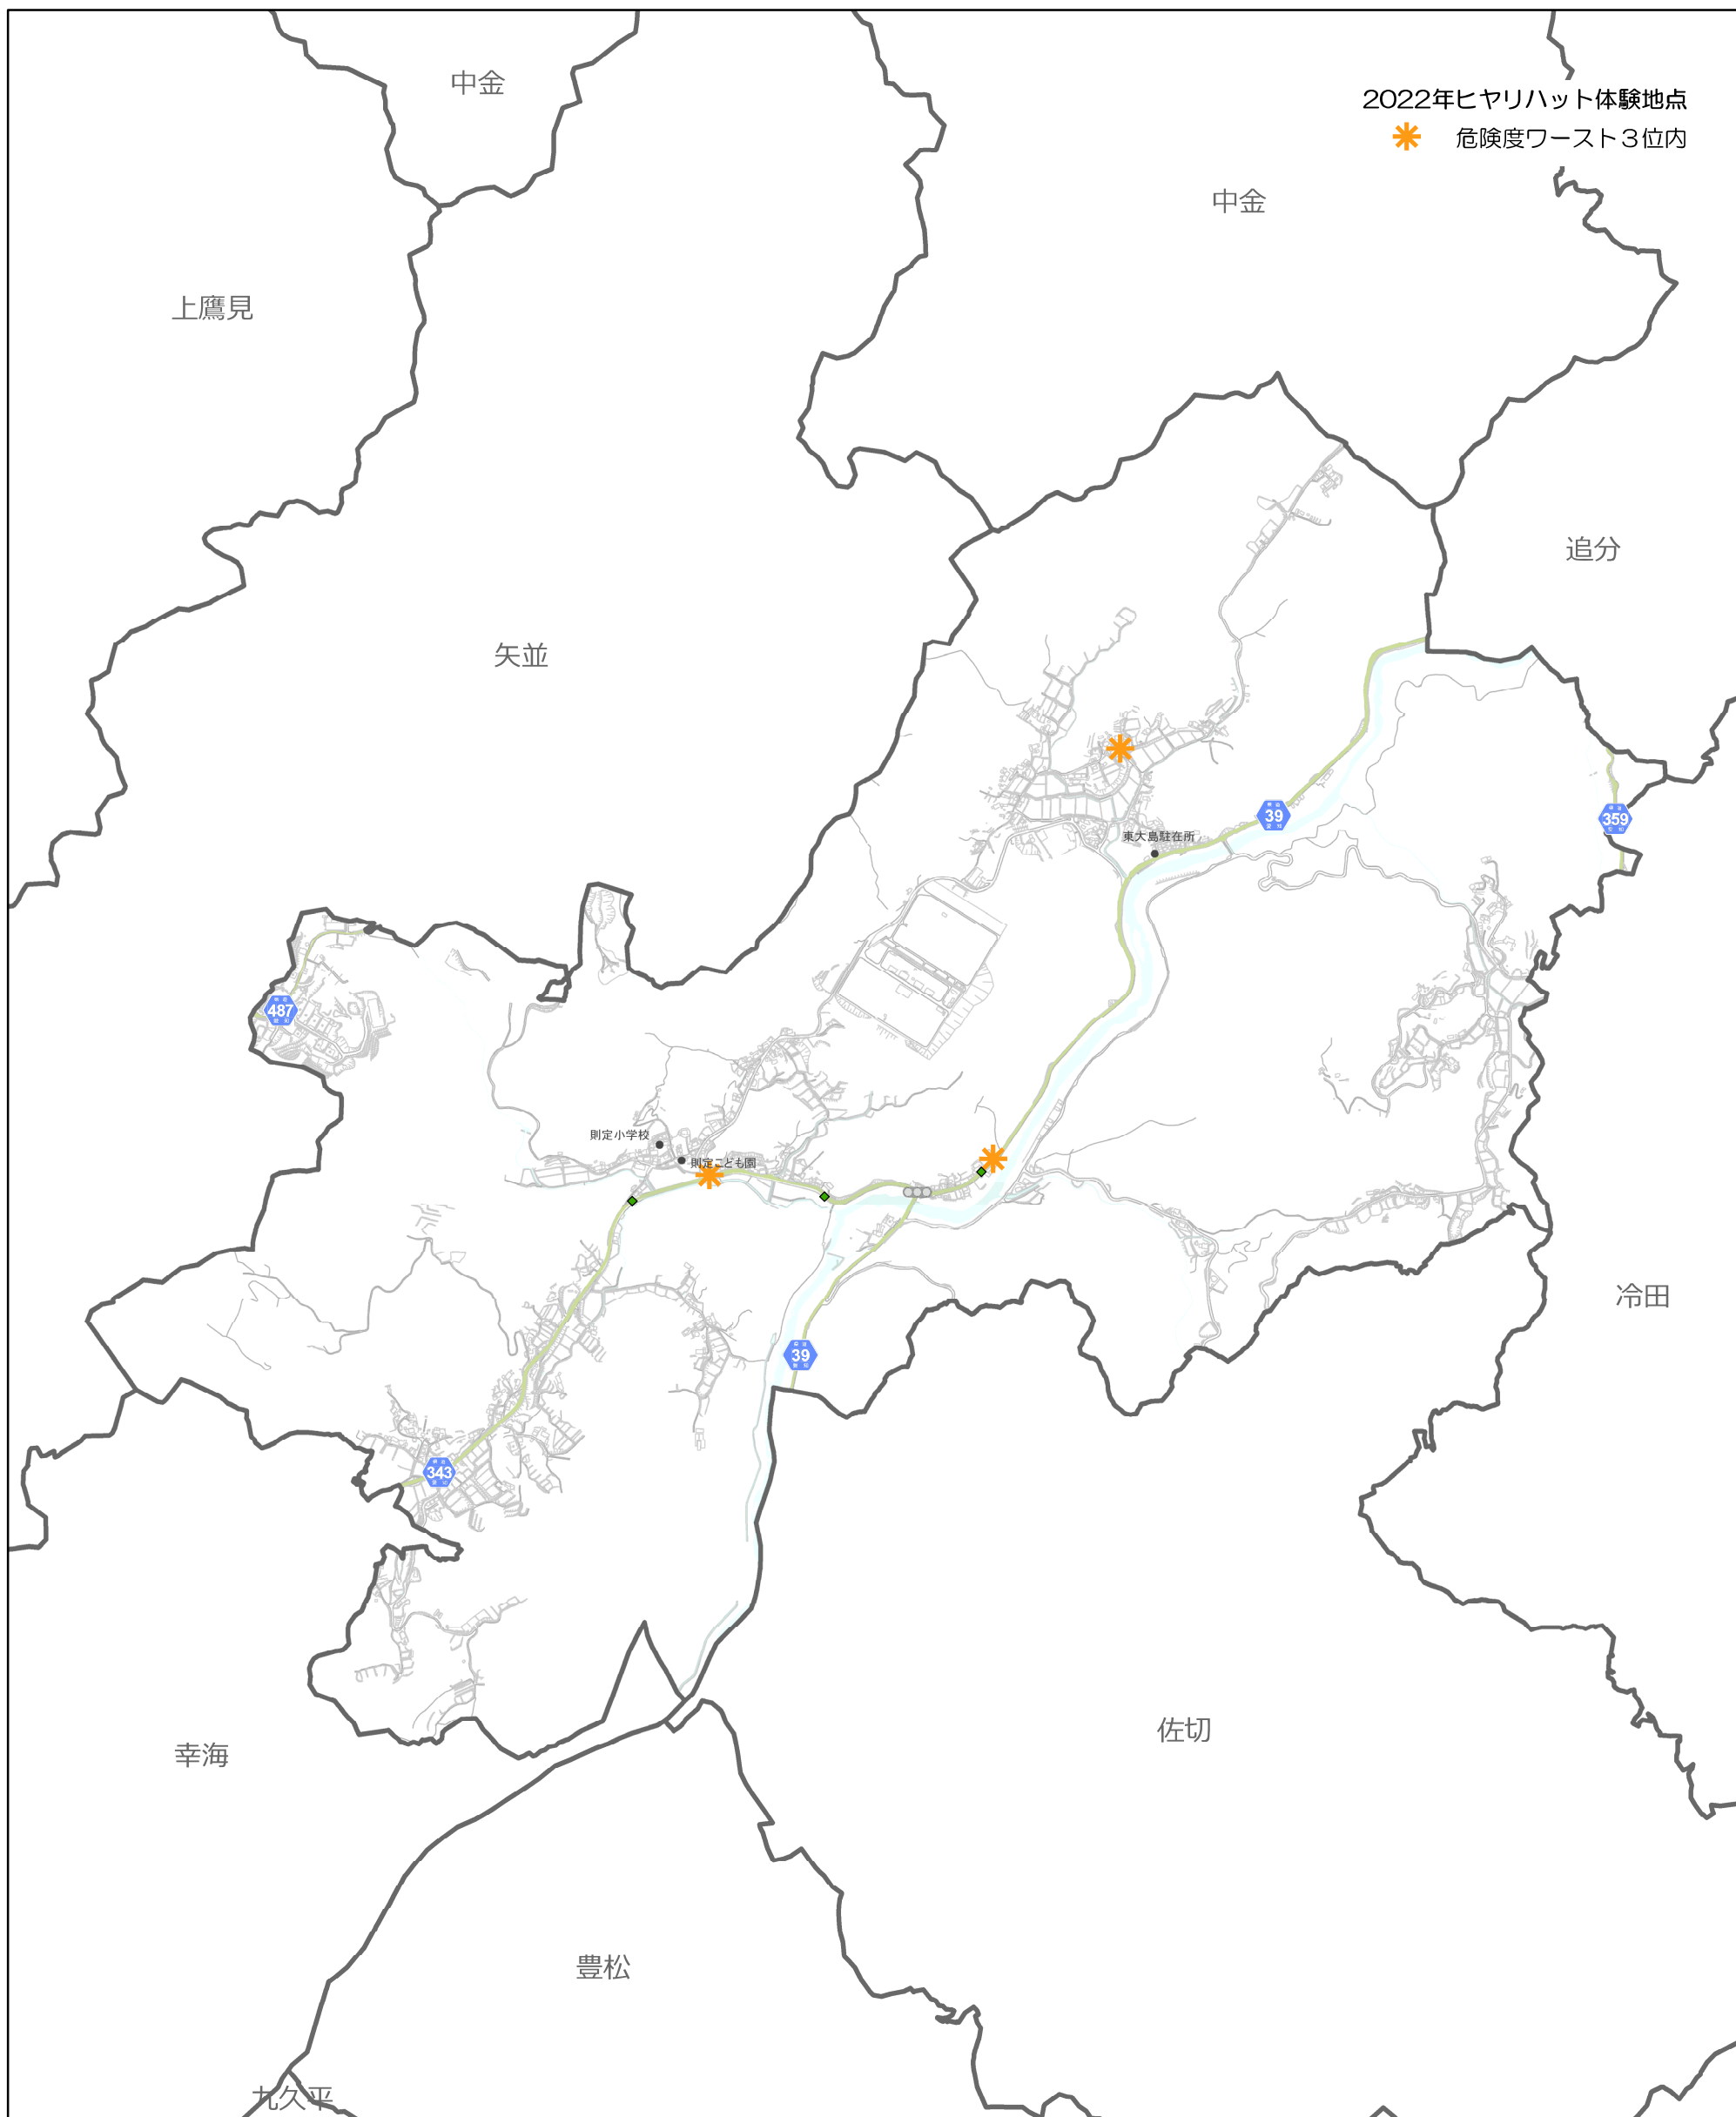 中金
2022年ヒヤリハット体験地点
危険度ワースト３位内
中金
上鷹見
追分
矢並
39
359
東大島駐在所
487
則定小学校
則定こども園
冷田
39
343
佐切
幸海
豊松
九久平